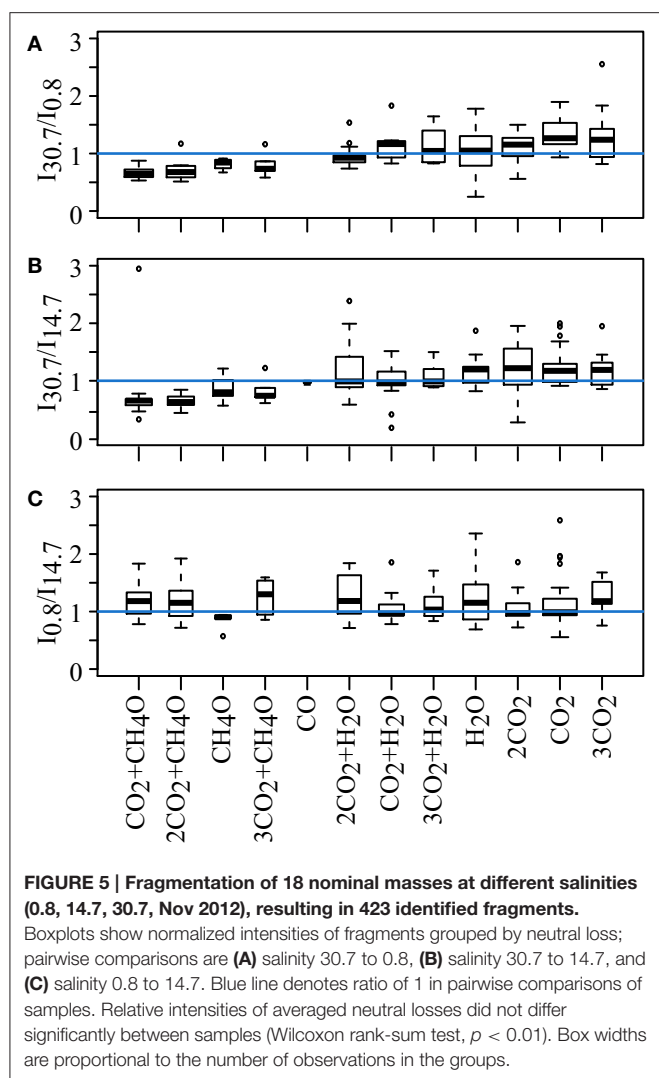 A
I30.7/I0.8
3
2
1
0
B
I30.7/I14.7
3
2
1
0
C
I0.8/I14.7
3
2
1
0
CO2+CH4O
2CO2+CH4O
CH4O
3CO2+CH4O
CO
2CO2+H2O
CO2+H2O
3CO2+H2O
H2O
2CO2
CO2
3CO2
FIGURE 5 | Fragmentation of 18 nominal masses at different salinities
(0.8, 14.7, 30.7, Nov 2012), resulting in 423 identified fragments.
Boxplots show normalized intensities of fragments grouped by neutral loss;
pairwise comparisons are (A) salinity 30.7 to 0.8, (B) salinity 30.7 to 14.7, and
(C) salinity 0.8 to 14.7. Blue line denotes ratio of 1 in pairwise comparisons of
samples. Relative intensities of averaged neutral losses did not differ
significantly between samples (Wilcoxon rank-sum test, p < 0.01). Box widths
are proportional to the number of observations in the groups.